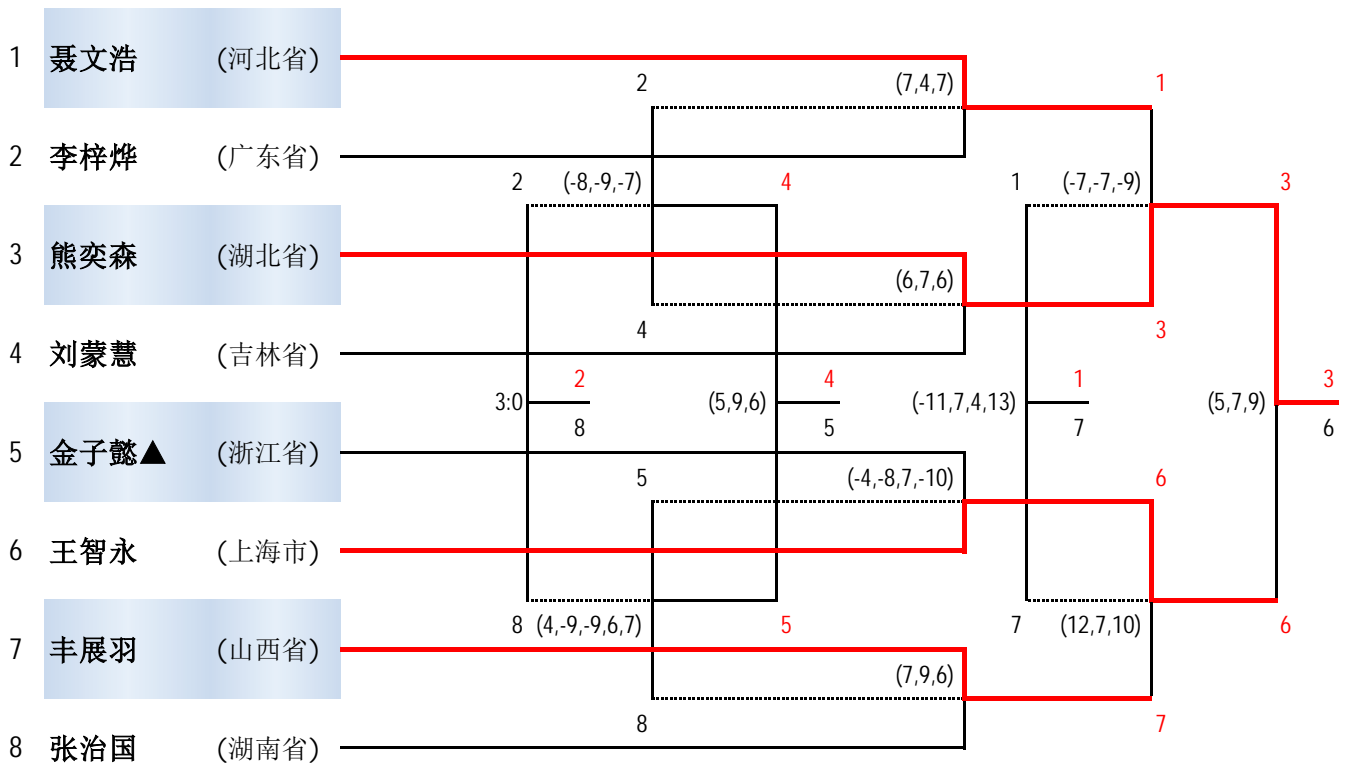 1 聂文浩 (河北省)
2 (7,4,7) 1
2 李梓烨 (广东省)
2 (-8,-9,-7) 4 1 (-7,-7,-9) 3
3 熊奕森 (湖北省)
(6,7,6)
4 3
4 刘蒙慧 (吉林省)
2 4 1 3
3:0 (5,9,6) (-11,7,4,13) (5,7,9)
8 5 7 6
5 金子懿▲ (浙江省)
5 (-4,-8,7,-10) 6
6 王智永 (上海市)
8 (4,-9,-9,6,7) 5 7 (12,7,10) 6
7 丰展羽 (山西省)
(7,9,6)
8 7
8 张治国 (湖南省)